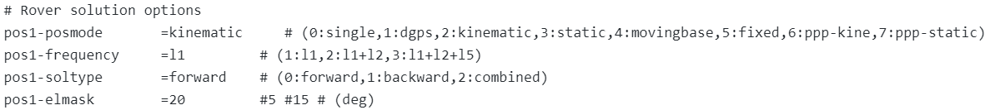 # Rover solution options
pos1-posmode       =kinematic     # (0:single,1:dgps,2:kinematic,3:static,4:movingbase,5:fixed,6:ppp-kine,7:ppp-static)
pos1-frequency     =l1         # (1:l1,2:l1+l2,3:l1+l2+l5)
pos1-soltype       =forward    # (0:forward,1:backward,2:combined)
pos1-elmask        =20         #5 #15 # (deg)